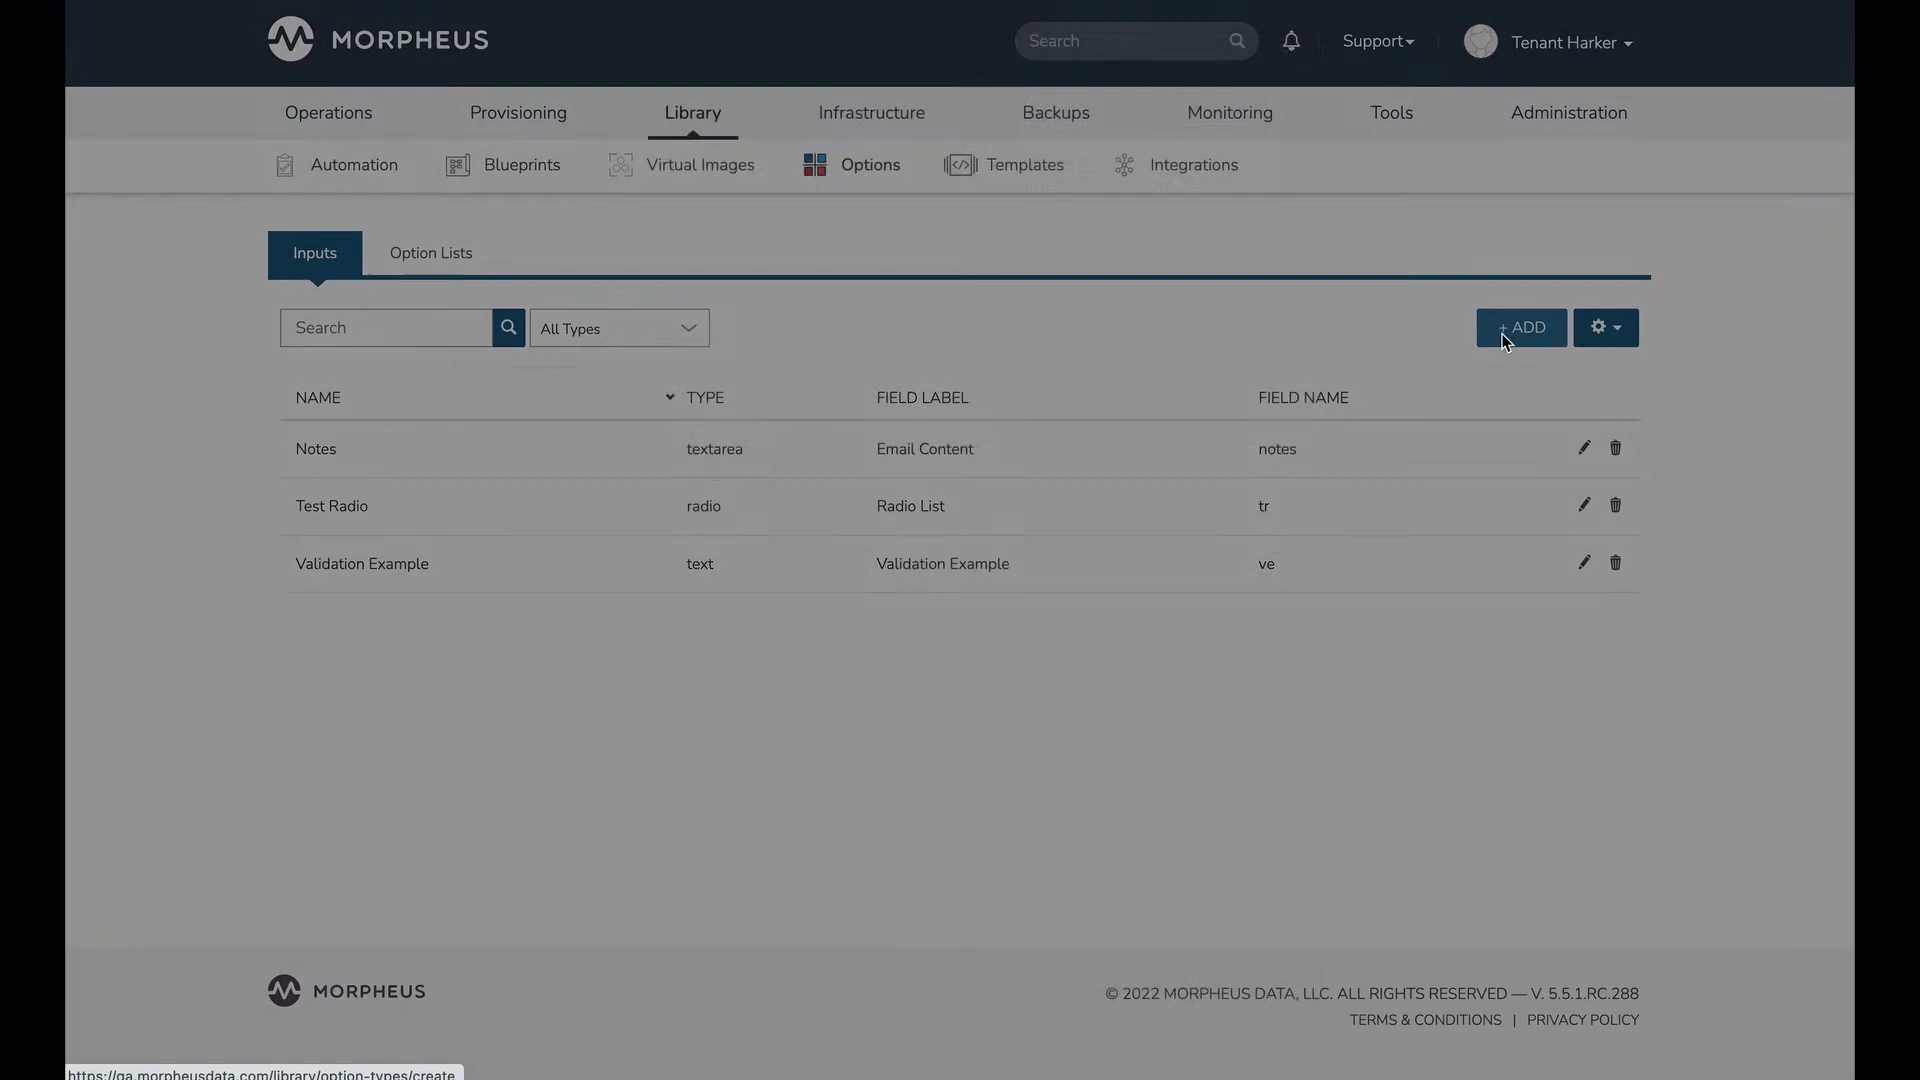 MORPHEUS
Search
Support
Tenant Harker
Operations
Provisioning
Library
Infrastructure
Backups
Monitoring
Tools
Administration
Automation
Blueprints
Virtual Images
Options
Templates
Integrations
Inputs
Option Lists
Search
All Types
+ ADD
NAME TYPE FIELD LABEL FIELD NAME
Notes textarea Email Content notes
Test Radio radio Radio List tr
Validation Example text Validation Example ve
MORPHEUS
© 2022 MORPHEUS DATA, LLC. ALL RIGHTS RESERVED — V. 5.5.1.RC.288
TERMS & CONDITIONS | PRIVACY POLICY
https://qa.morpheusdata.com/library/option-types/create